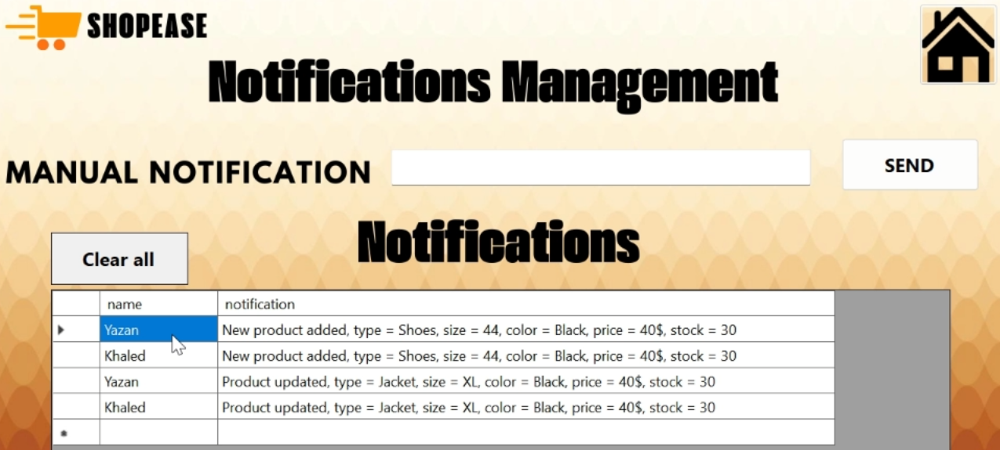 SHOPEASE
Notifications Management
MANUAL NOTIFICATION SEND
Notifications
Clear all
name notification
Yazan New product added, type = Shoes, size = 44, color = Black, price = 40$, stock = 30
Khaled New product added, type = Shoes, size = 44, color = Black, price = 40$, stock = 30
Yazan Product updated, type = Jacket, size = XL, color = Black, price = 40$, stock = 30
Khaled Product updated, type = Jacket, size = XL, color = Black, price = 40$, stock = 30